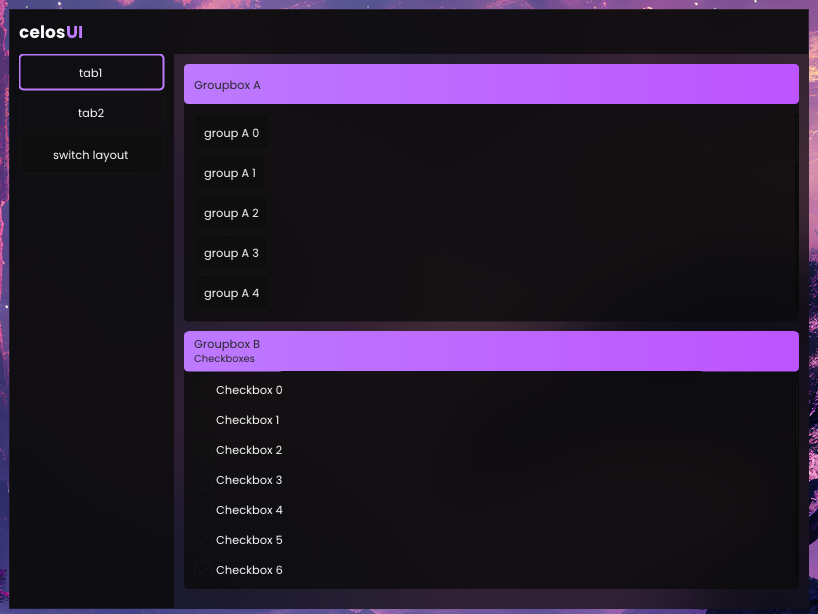 celosUI
tab1
tab2
switch layout
Groupbox A
group A 0
group A 1
group A 2
group A 3
group A 4
Groupbox B
Checkboxes
Checkbox 0
Checkbox 1
Checkbox 2
Checkbox 3
Checkbox 4
Checkbox 5
Checkbox 6